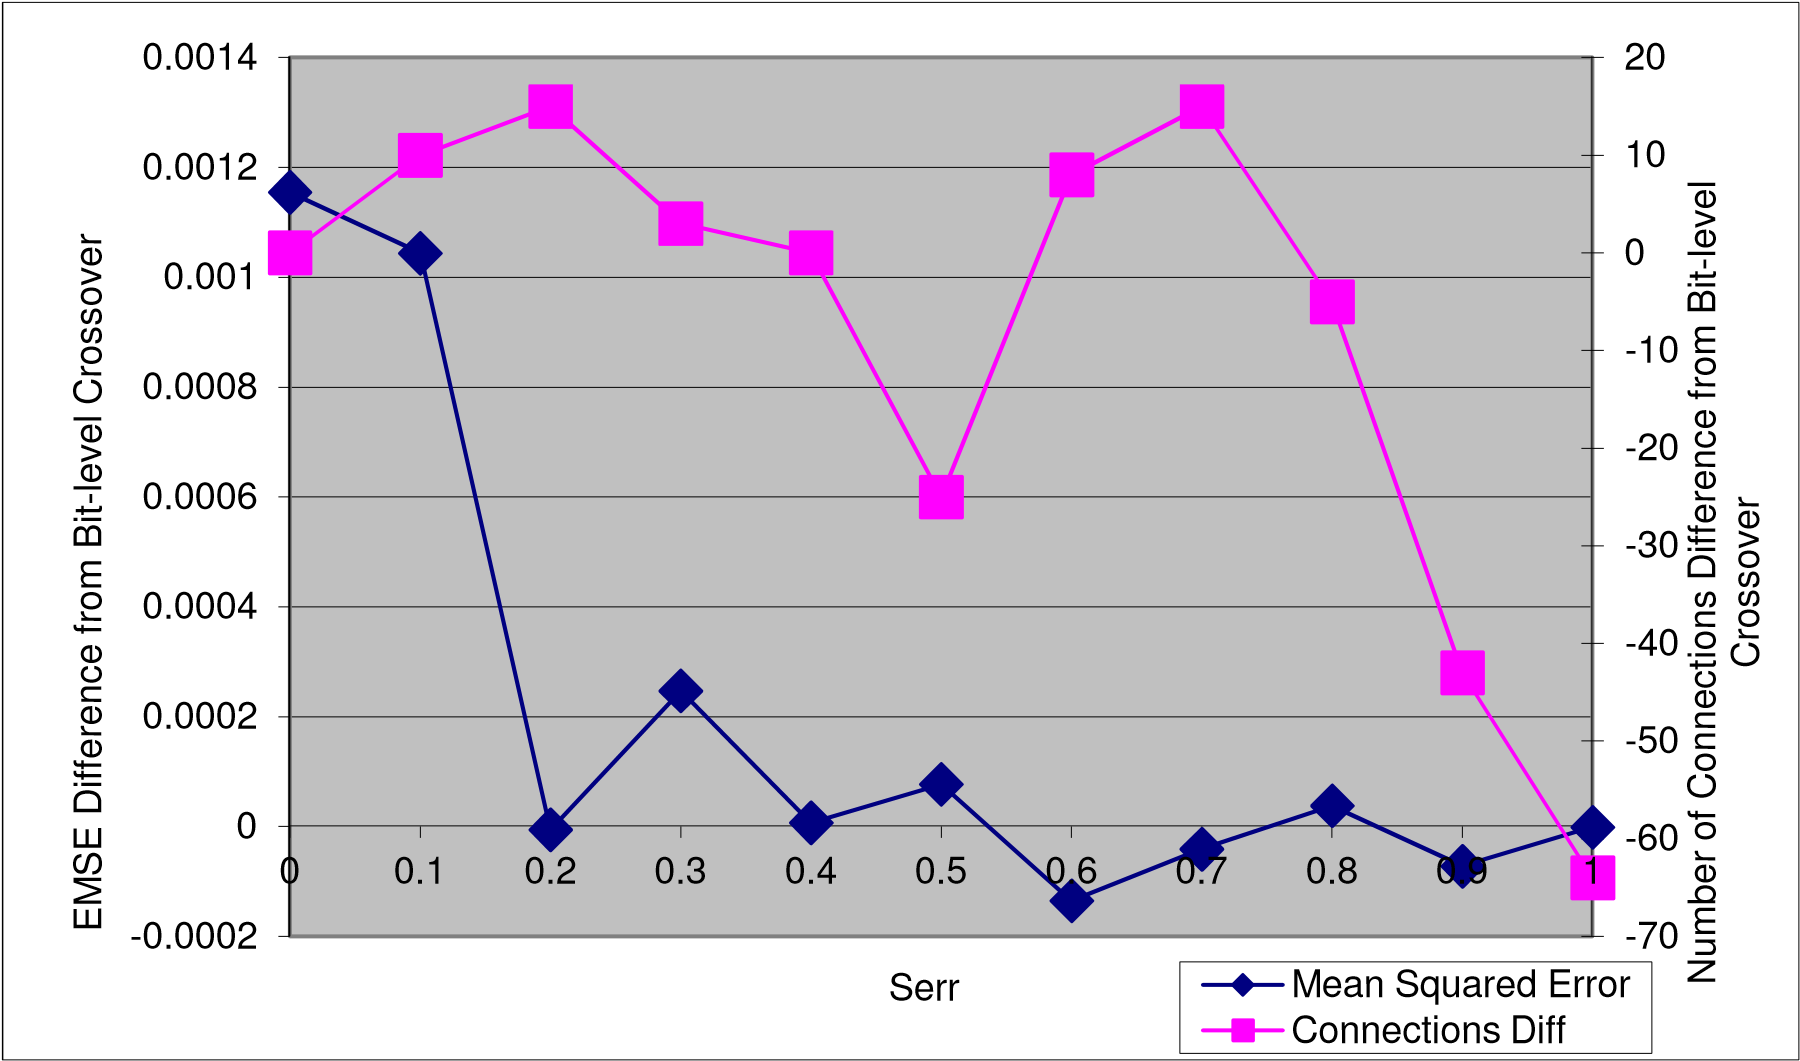 0.0014
0.0012
0.001
0.0008
0.0006
0.0004
0.0002
0
-0.0002
EMSE Difference from Bit-level Crossover
0 0.1 0.2 0.3 0.4 0.5 0.6 0.7 0.8 0.9 1
Serr
20
10
0
-10
-20
-30
-40
-50
-60
-70
Number of Connections Difference from Bit-level
Crossover
Mean Squared Error
Connections Diff